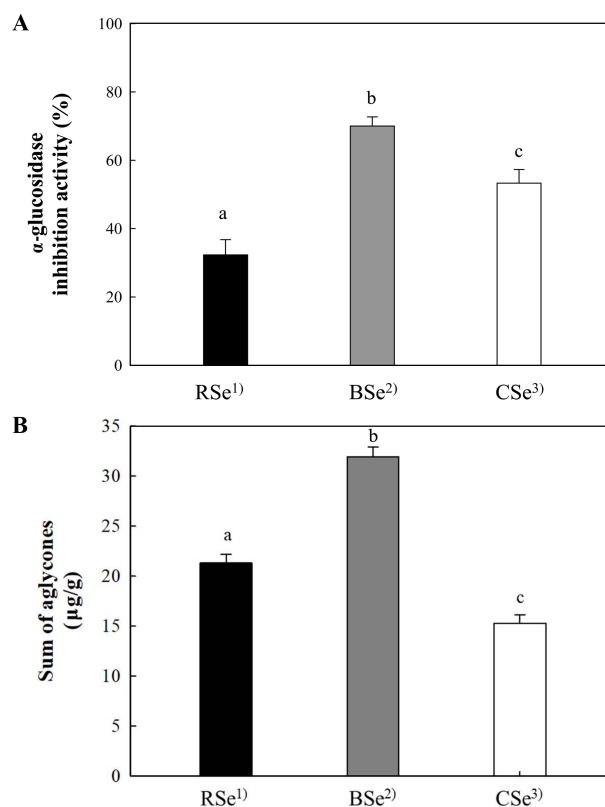 A
α-glucosidase
inhibition activity (%)
100
80
60
40
20
0
a
b
c
RSe¹⁾
BSe²⁾
CSe³⁾
B
Sum of aglycones
(µg/g)
35
30
25
20
15
10
5
0
a
b
c
RSe¹⁾
BSe²⁾
CSe³⁾